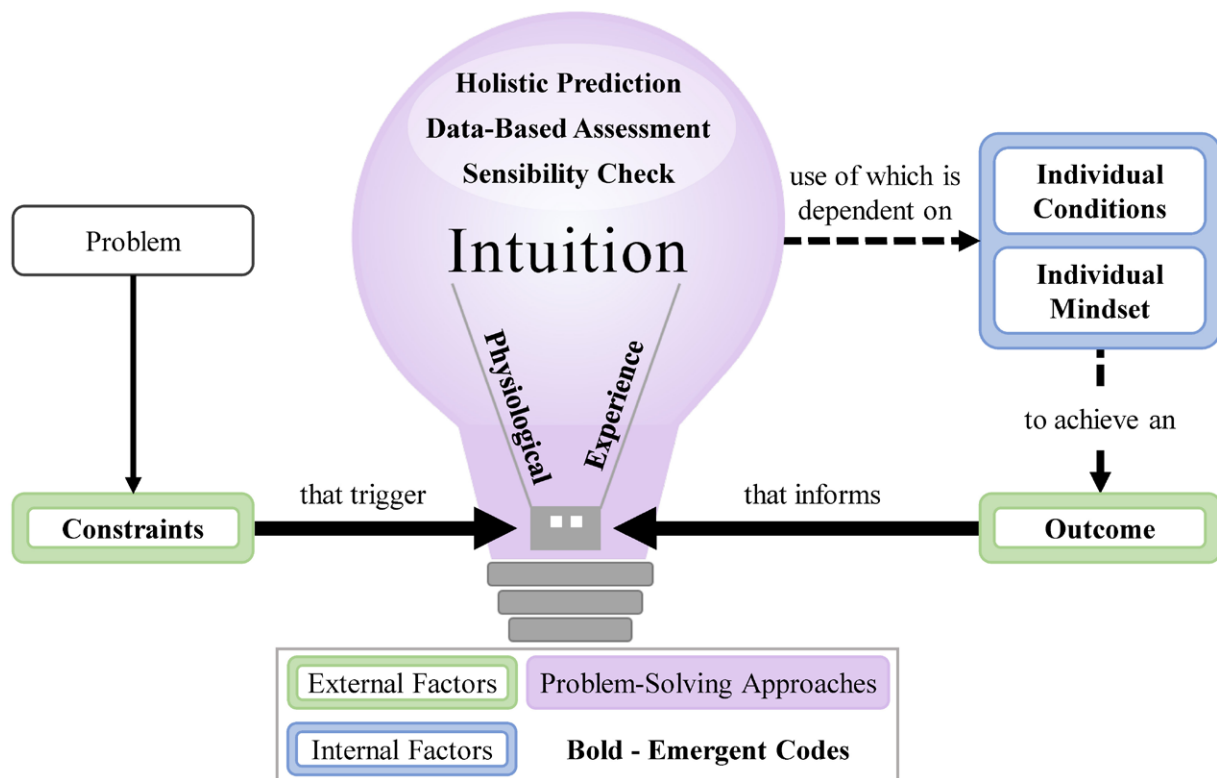 Holistic Prediction
Data-Based Assessment
Sensibility Check
Intuition
Physiological
Experience
Problem
Constraints
that trigger
use of which is
dependent on
Individual
Conditions
Individual
Mindset
to achieve an
Outcome
that informs
External Factors
Problem-Solving Approaches
Internal Factors
Bold - Emergent Codes